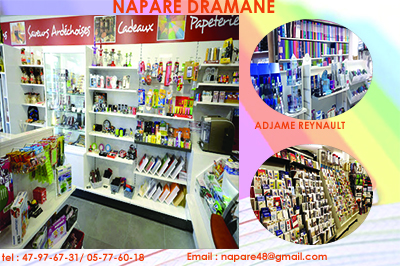 NAPARE DRAMANE
Saveurs Ardéchoises
Cadeaux
Papeterie
ADJAME REYNAULT
tel : 47-97-67-31/ 05-77-60-18
Email : napare48@gmail.com